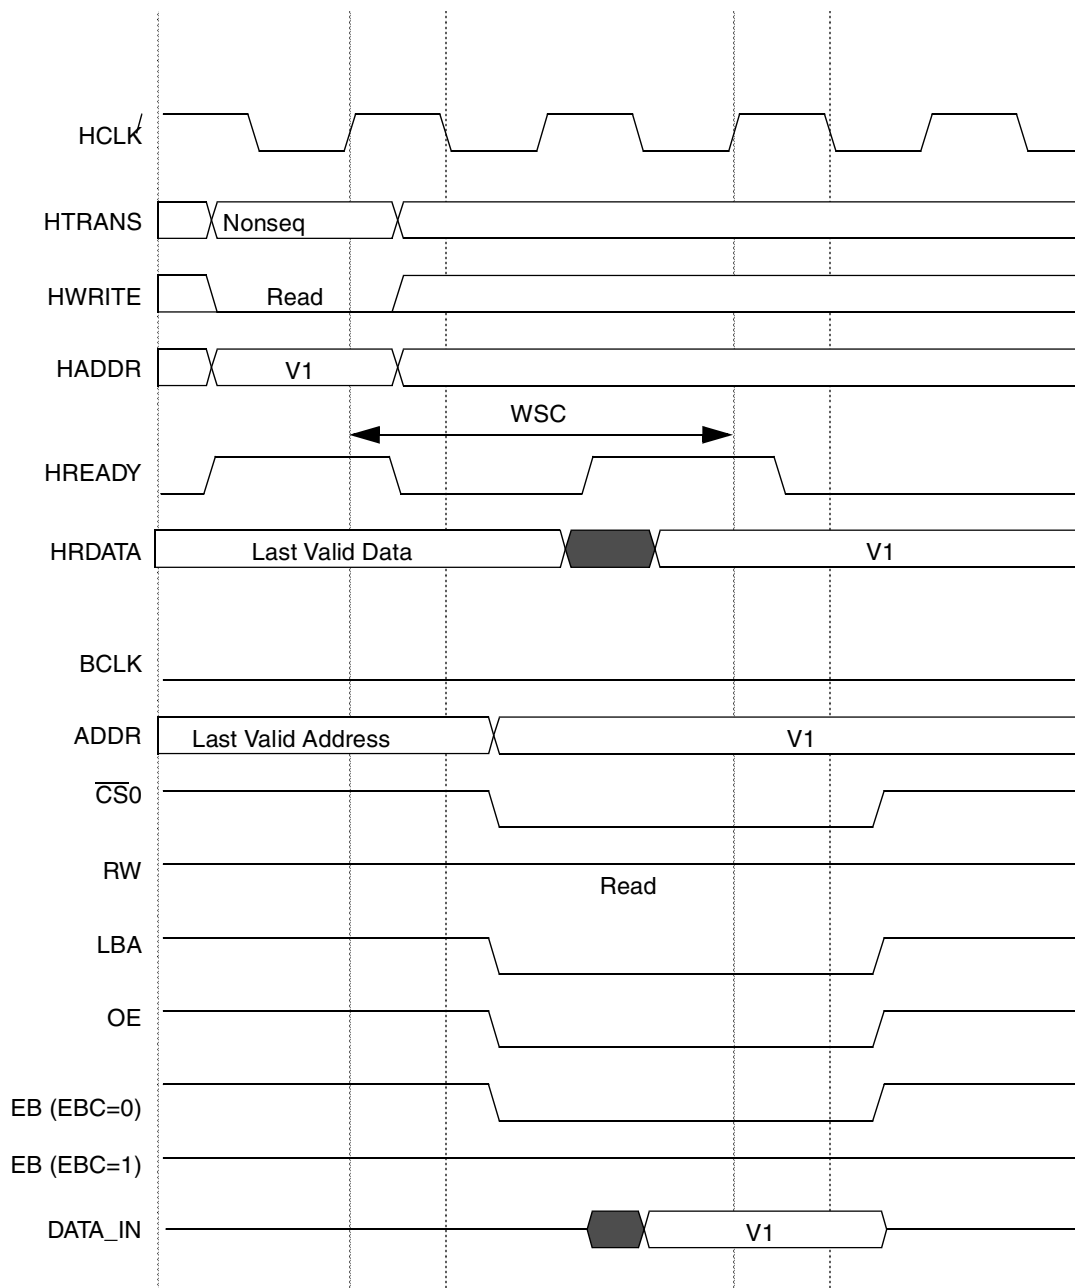 HCLK
HTRANS Nonseq
HWRITE Read
HADDR V1
WSC
HREADY
HRDATA Last Valid Data V1
BCLK
ADDR Last Valid Address V1
CS0
RW
Read
LBA
OE
EB (EBC=0)
EB (EBC=1)
DATA_IN V1